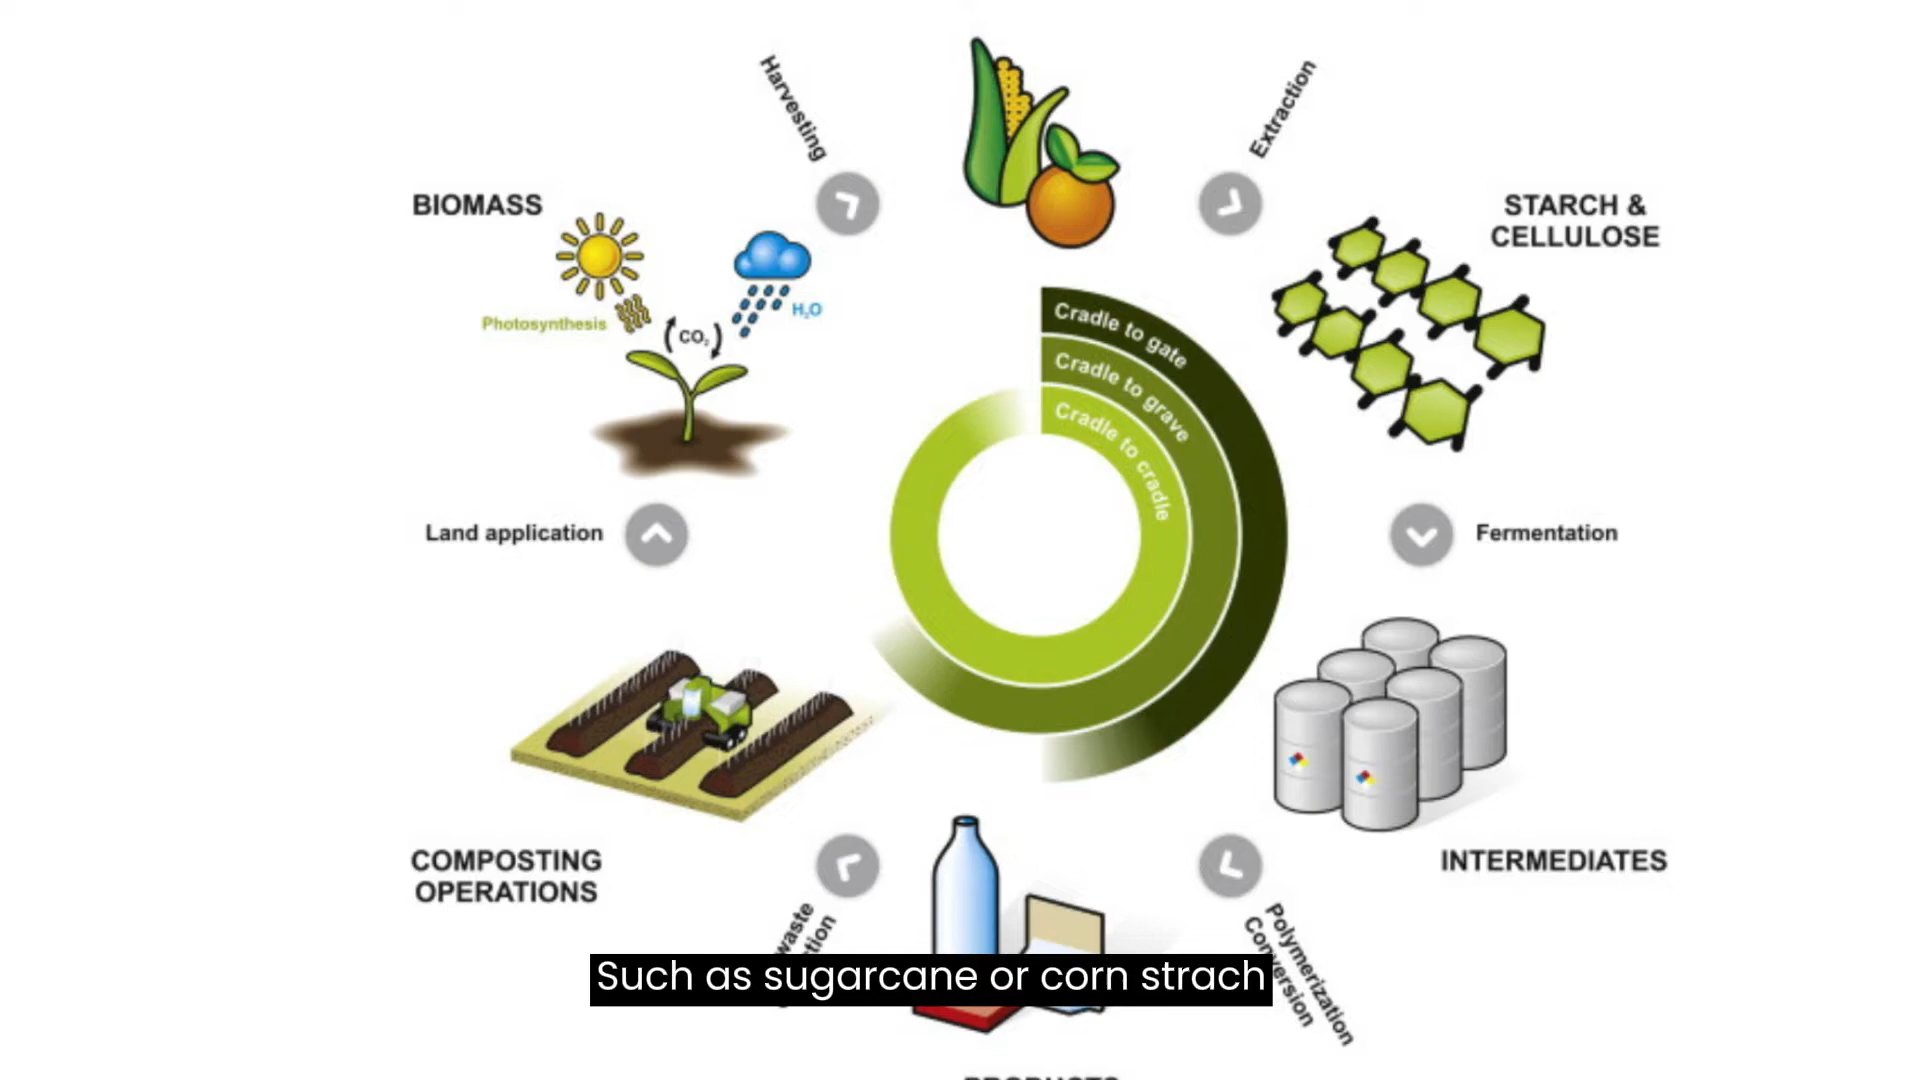 Harvesting
Extraction
BIOMASS
STARCH &
CELLULOSE
Photosynthesis
CO₂
H₂O
Cradle to gate
Cradle to grave
Cradle to cradle
Land application
Fermentation
COMPOSTING
OPERATIONS
INTERMEDIATES
Polymerization
Conversion
Such as sugarcane or corn strach